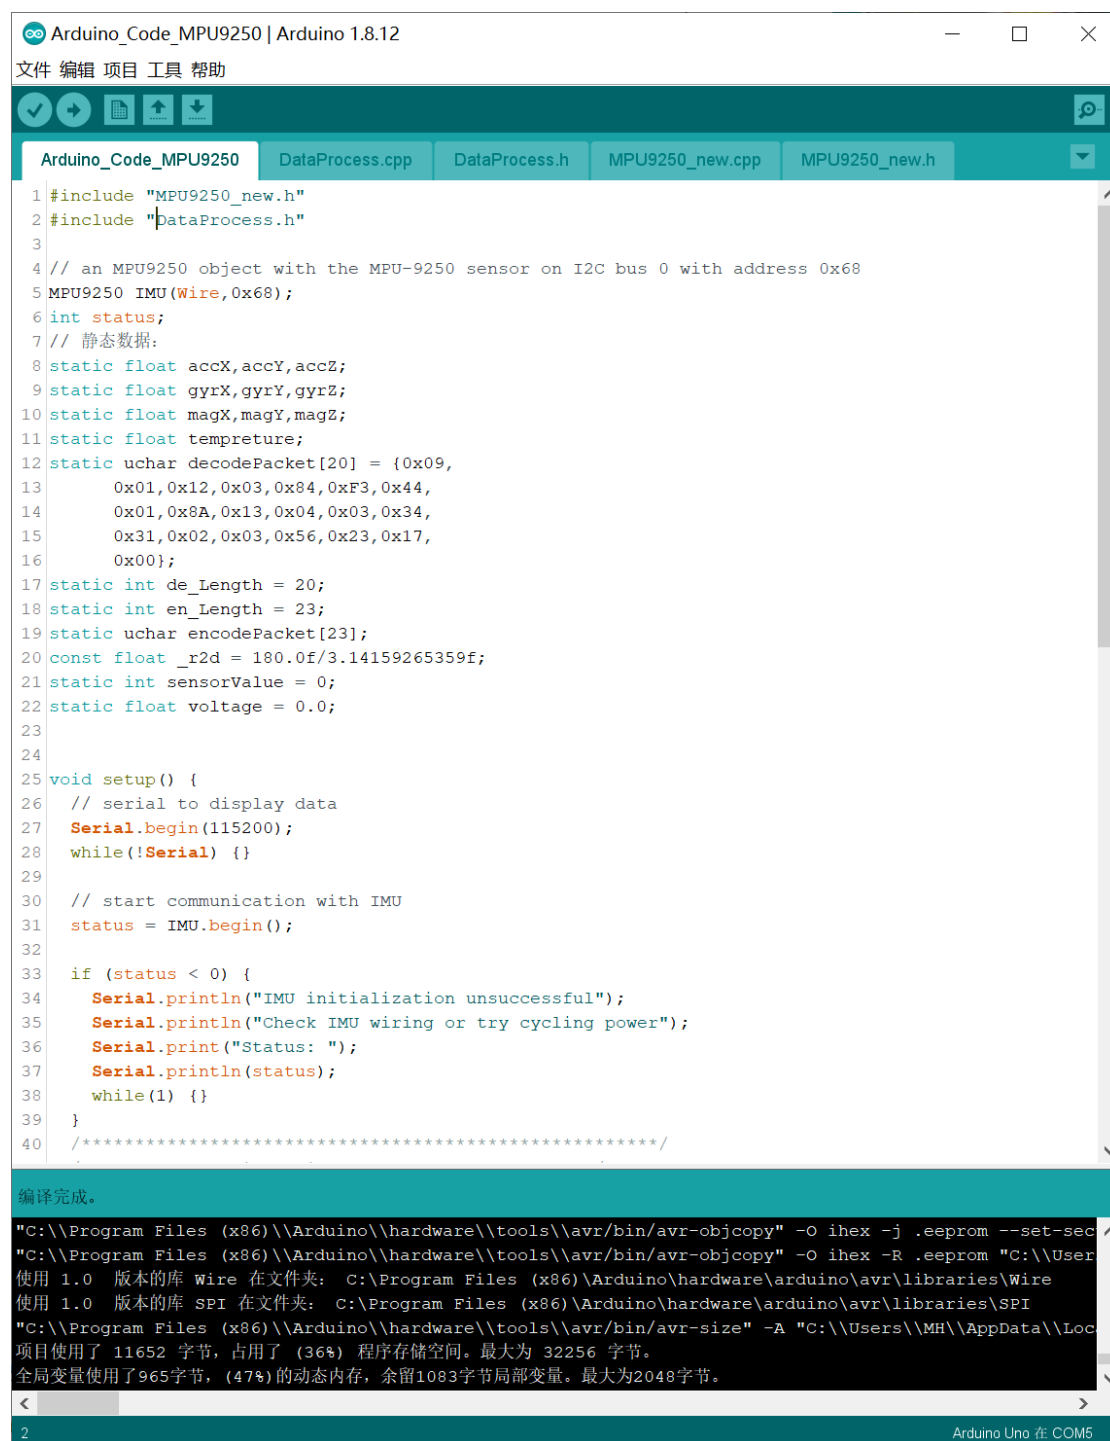 Arduino_Code_MPU9250 | Arduino 1.8.12
文件 编辑 项目 工具 帮助
Arduino_Code_MPU9250 DataProcess.cpp DataProcess.h MPU9250_new.cpp MPU9250_new.h
1 #include "MPU9250_new.h"
2 #include "DataProcess.h"
3
4 // an MPU9250 object with the MPU-9250 sensor on I2C bus 0 with address 0x68
5 MPU9250 IMU(Wire,0x68);
6 int status;
7 // 静态数据:
8 static float accX,accY,accZ;
9 static float gyrX,gyrY,gyrZ;
10 static float magX,magY,magZ;
11 static float tempreture;
12 static uchar decodePacket[20] = {0x09,
13 0x01,0x12,0x03,0x84,0xF3,0x44,
14 0x01,0x8A,0x13,0x04,0x03,0x34,
15 0x31,0x02,0x03,0x56,0x23,0x17,
16 0x00};
17 static int de_Length = 20;
18 static int en_Length = 23;
19 static uchar encodePacket[23];
20 const float _r2d = 180.0f/3.14159265359f;
21 static int sensorValue = 0;
22 static float voltage = 0.0;
23
24
25 void setup() {
26 // serial to display data
27 Serial.begin(115200);
28 while(!Serial) {}
29
30 // start communication with IMU
31 status = IMU.begin();
32
33 if (status < 0) {
34 Serial.println("IMU initialization unsuccessful");
35 Serial.println("Check IMU wiring or try cycling power");
36 Serial.print("Status: ");
37 Serial.println(status);
38 while(1) {}
39 }
40 /******************************************************/
编译完成。
"C:\\Program Files (x86)\\Arduino\\hardware\\tools\\avr/bin/avr-objcopy" -O ihex -j .eeprom --set-sec
"C:\\Program Files (x86)\\Arduino\\hardware\\tools\\avr/bin/avr-objcopy" -O ihex -R .eeprom "C:\\User
使用 1.0 版本的库 Wire 在文件夹: C:\Program Files (x86)\Arduino\hardware\arduino\avr\libraries\Wire
使用 1.0 版本的库 SPI 在文件夹: C:\Program Files (x86)\Arduino\hardware\arduino\avr\libraries\SPI
"C:\\Program Files (x86)\\Arduino\\hardware\\tools\\avr/bin/avr-size" -A "C:\\Users\\MH\\AppData\\Loc
项目使用了 11652 字节,占用了 (36%) 程序存储空间。最大为 32256 字节。
全局变量使用了965字节,(47%)的动态内存,余留1083字节局部变量。最大为2048字节。
2 Arduino Uno 在 COM5